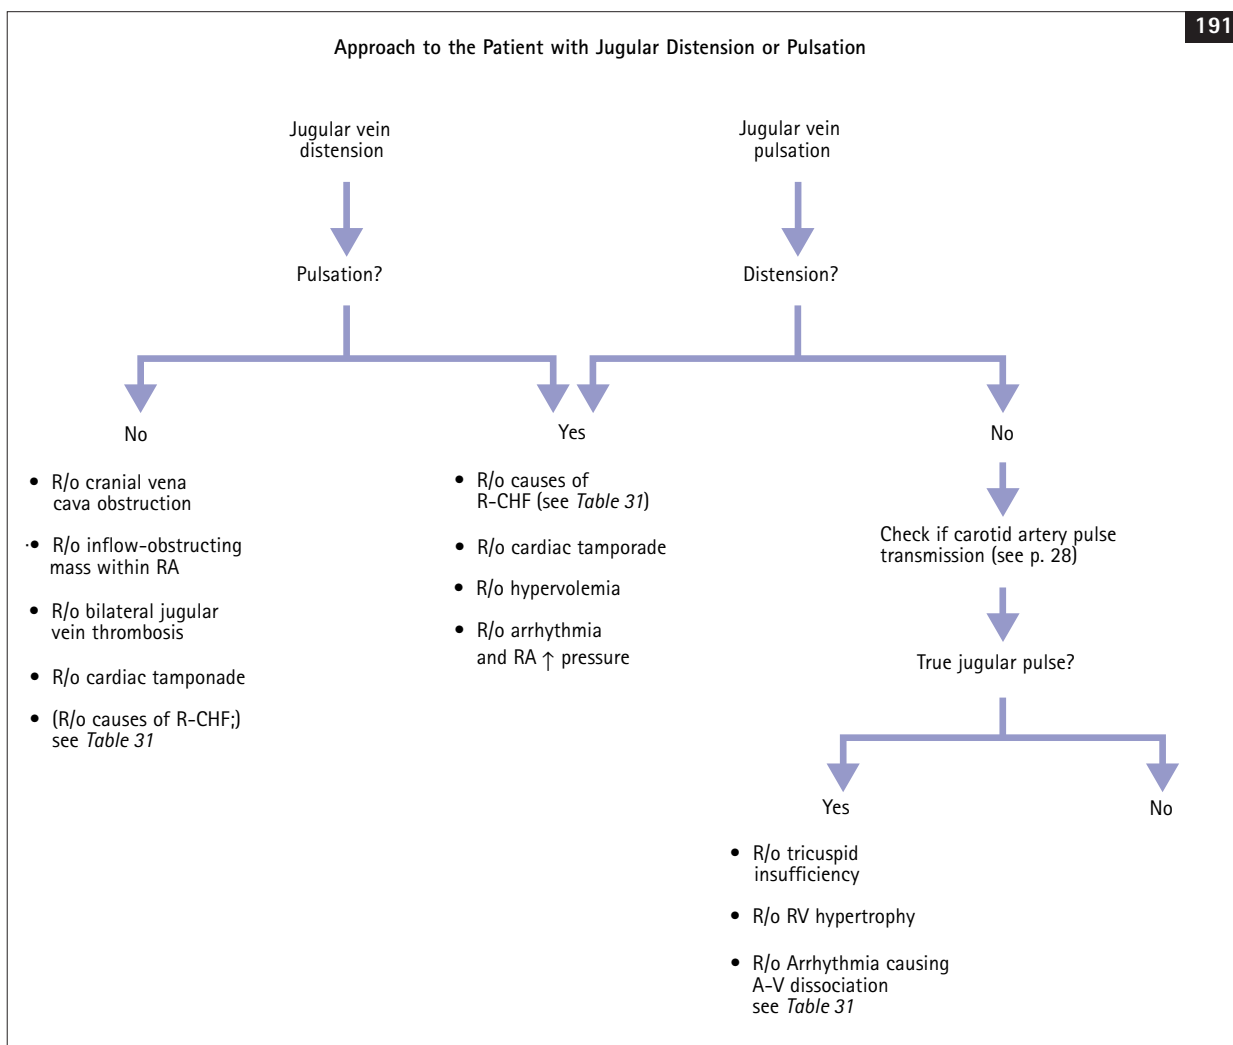 191
Approach to the Patient with Jugular Distension or Pulsation
Jugular vein
distension
Jugular vein
pulsation
Pulsation?
Distension?
No
Yes
No
• R/o cranial vena
cava obstruction
• R/o inflow-obstructing
mass within RA
• R/o bilateral jugular
vein thrombosis
• R/o cardiac tamponade
• (R/o causes of R-CHF;)
see Table 31
• R/o causes of
R-CHF (see Table 31)
• R/o cardiac tamporade
• R/o hypervolemia
• R/o arrhythmia
and RA ↑ pressure
Check if carotid artery pulse
transmission (see p. 28)
True jugular pulse?
Yes
No
• R/o tricuspid
insufficiency
• R/o RV hypertrophy
• R/o Arrhythmia causing
A-V dissociation
see Table 31